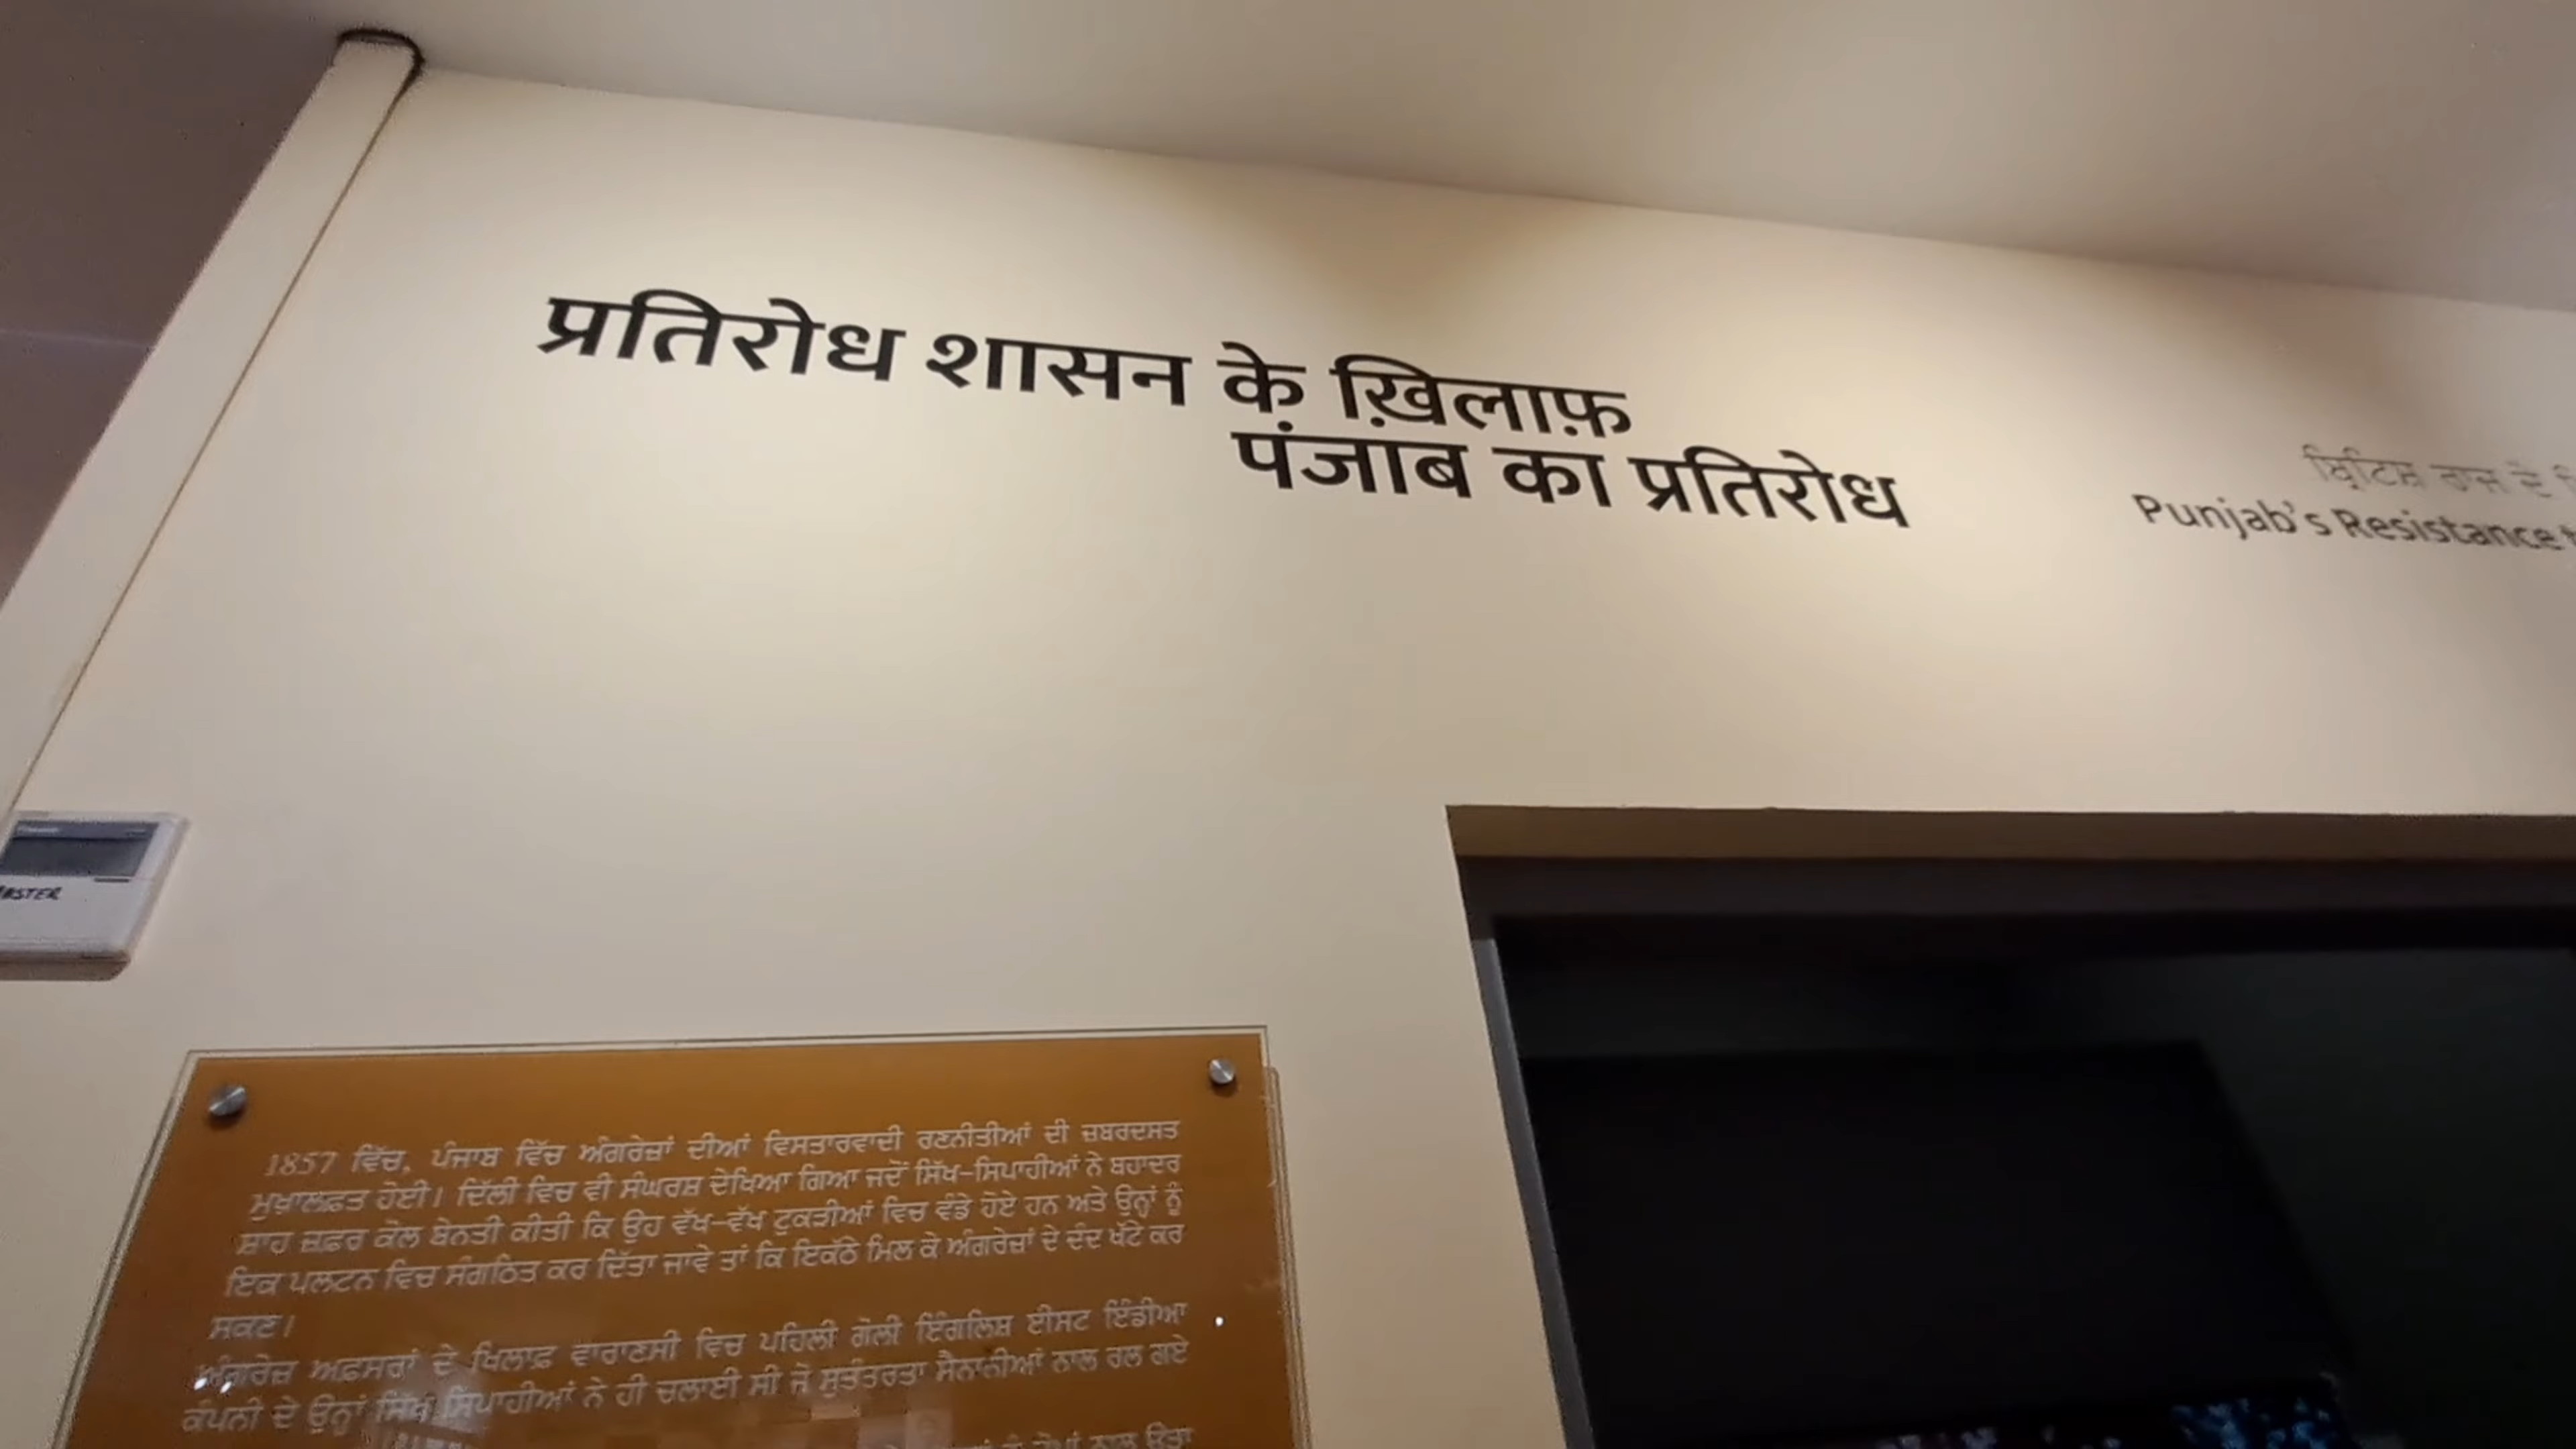 प्रतिरोध शासन के ख़िलाफ़
पंजाब का प्रतिरोध
ਬ੍ਰਿਟਿਸ਼ ਰਾਜ ਦੇ
Punjab's Resistance
1857 ਵਿੱਚ, ਪੰਜਾਬ ਵਿੱਚ ਅੰਗਰੇਜ਼ਾਂ ਦੀਆਂ ਵਿਸਤਾਰਵਾਦੀ ਰਣਨੀਤੀਆਂ ਦੀ ਜ਼ਬਰਦਸਤ
ਮੁਖ਼ਾਲਫ਼ਤ ਹੋਈ। ਦਿੱਲੀ ਵਿਚ ਵੀ ਸੰਘਰਸ਼ ਦੇਖਿਆ ਗਿਆ ਜਦੋਂ ਸਿੱਖ-ਸਿਪਾਹੀਆਂ ਨੇ ਬਹਾਦਰ
ਸ਼ਾਹ ਜ਼ਫ਼ਰ ਕੋਲ ਬੇਨਤੀ ਕੀਤੀ ਕਿ ਉਹ ਵੱਖ-ਵੱਖ ਟੁਕੜੀਆਂ ਵਿਚ ਵੰਡੇ ਹੋਏ ਹਨ ਅਤੇ ਉਨ੍ਹਾਂ ਨੂੰ
ਇਕ ਪਲਟਨ ਵਿਚ ਸੰਗਠਿਤ ਕਰ ਦਿੱਤਾ ਜਾਵੇ ਤਾਂ ਕਿ ਇਕੱਠੇ ਮਿਲ ਕੇ ਅੰਗਰੇਜ਼ਾਂ ਦੇ ਦੰਦ ਖੱਟੇ ਕਰ
ਸਕਣ।
ਅੰਗਰੇਜ਼ ਅਫ਼ਸਰਾਂ ਦੇ ਖਿਲਾਫ਼ ਵਾਰਾਣਸੀ ਵਿਚ ਪਹਿਲੀ ਗੋਲੀ ਇੰਗਲਿਸ਼ ਈਸਟ ਇੰਡੀਆ
ਕੰਪਨੀ ਦੇ ਉਨ੍ਹਾਂ ਸਿੱਖ ਸਿਪਾਹੀਆਂ ਨੇ ਹੀ ਚਲਾਈ ਸੀ ਜੋ ਸੁਤੰਤਰਤਾ ਸੈਨਾਨੀਆਂ ਨਾਲ ਰਲ ਗਏ